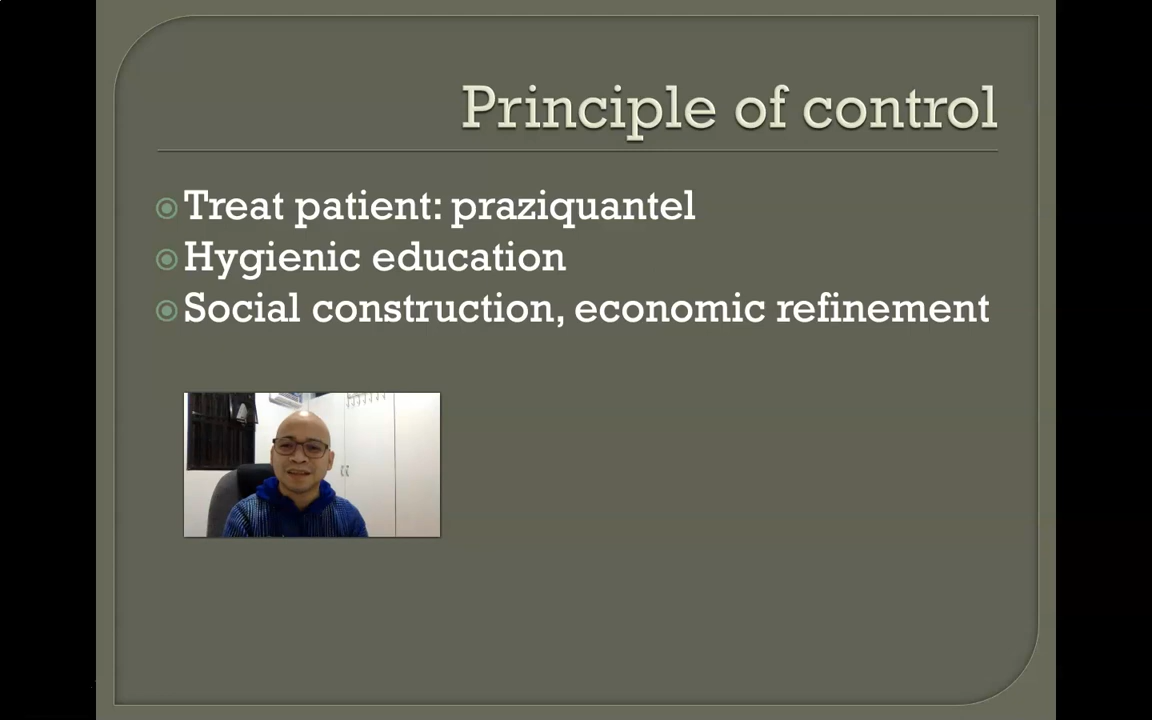 Principle of control
Treat patient: praziquantel
Hygienic education
Social construction, economic refinement